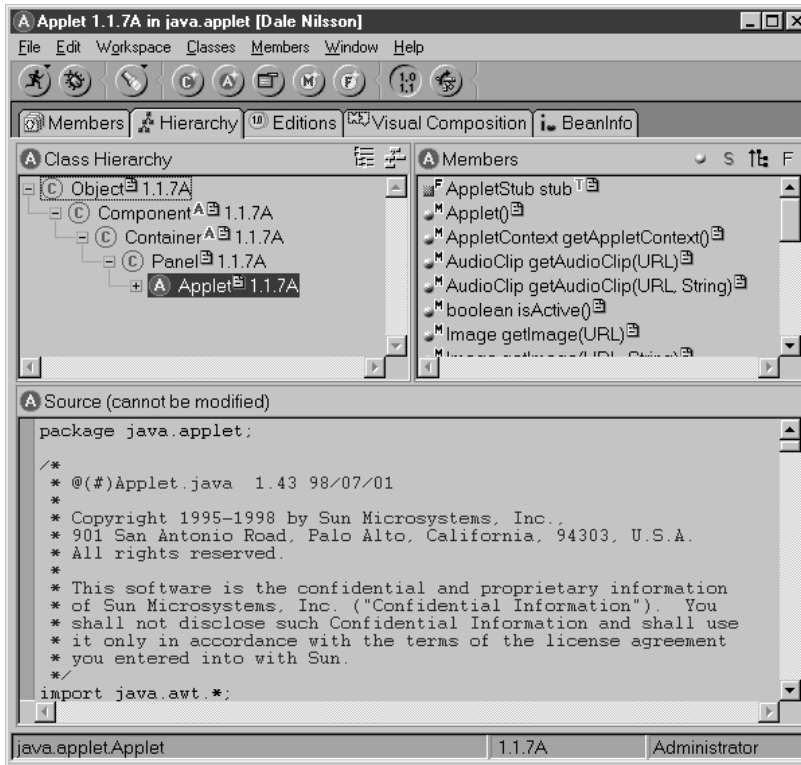 Applet 1.1.7A in java.applet [Dale Nilsson]
File Edit Workspace Classes Members Window Help
Members Hierarchy Editions Visual Composition BeanInfo
Class Hierarchy
Object 1.1.7A
Component A 1.1.7A
Container A 1.1.7A
Panel 1.1.7A
Applet 1.1.7A
Members S F
F AppletStub stub T
M Applet()
M AppletContext getAppletContext()
M AudioClip getAudioClip(URL)
M AudioClip getAudioClip(URL, String)
M boolean isActive()
M Image getImage(URL)
M Image getImage(URL, String)
Source (cannot be modified)
package java.applet;
/*
* @(#)Applet.java 1.43 98/07/01
*
* Copyright 1995-1998 by Sun Microsystems, Inc.,
* 901 San Antonio Road, Palo Alto, California, 94303, U.S.A.
* All rights reserved.
*
* This software is the confidential and proprietary information
* of Sun Microsystems, Inc. ("Confidential Information"). You
* shall not disclose such Confidential Information and shall use
* it only in accordance with the terms of the license agreement
* you entered into with Sun.
*/
import java.awt.*;
java.applet.Applet 1.1.7A Administrator